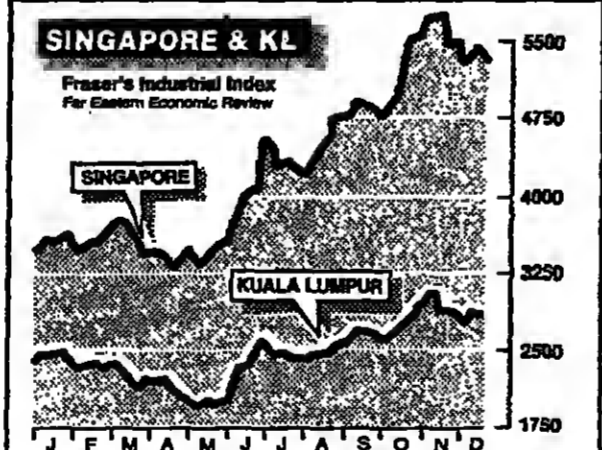 SINGAPORE & KL
Fraser's Industrial Index
Far Eastern Economic Review
SINGAPORE
KUALA LUMPUR
5500
4750
4000
3250
2500
1750
J F M A M J J A S O N D